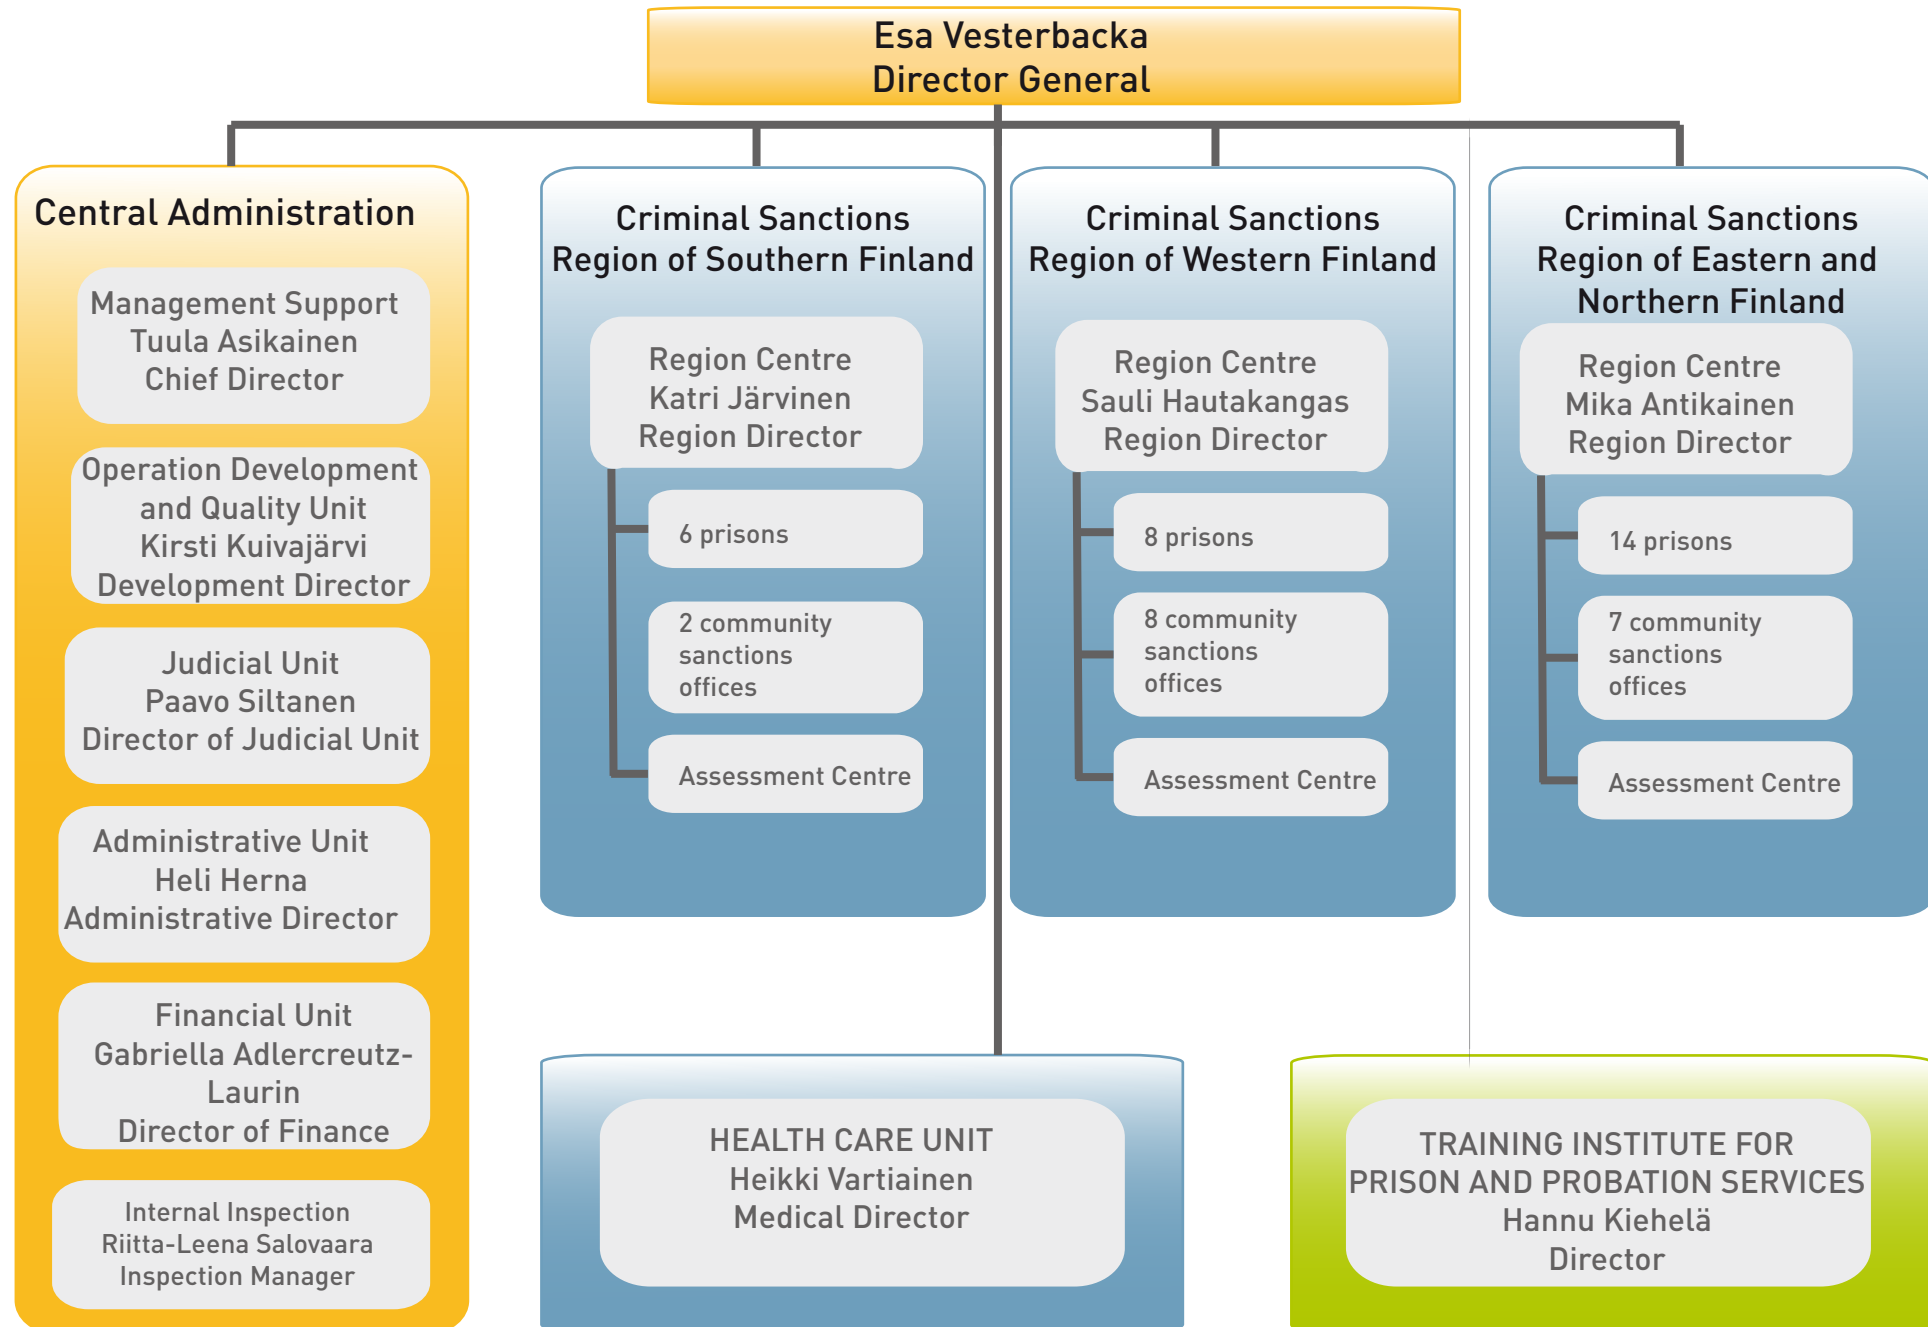 Esa Vesterbacka
Director General
Central Administration
Management Support
Tuula Asikainen
Chief Director
Operation Development
and Quality Unit
Kirsti Kuivajärvi
Development Director
Judicial Unit
Paavo Siltanen
Director of Judicial Unit
Administrative Unit
Heli Herna
Administrative Director
Financial Unit
Gabriella Adlercreutz-
Laurin
Director of Finance
Internal Inspection
Riitta-Leena Salovaara
Inspection Manager
Criminal Sanctions
Region of Southern Finland
Region Centre
Katri Järvinen
Region Director
6 prisons
2 community
sanctions
offices
Assessment Centre
Criminal Sanctions
Region of Western Finland
Region Centre
Sauli Hautakangas
Region Director
8 prisons
8 community
sanctions
offices
Assessment Centre
Criminal Sanctions
Region of Eastern and
Northern Finland
Region Centre
Mika Antikainen
Region Director
14 prisons
7 community
sanctions
offices
Assessment Centre
HEALTH CARE UNIT
Heikki Vartiainen
Medical Director
TRAINING INSTITUTE FOR
PRISON AND PROBATION SERVICES
Hannu Kiehelä
Director